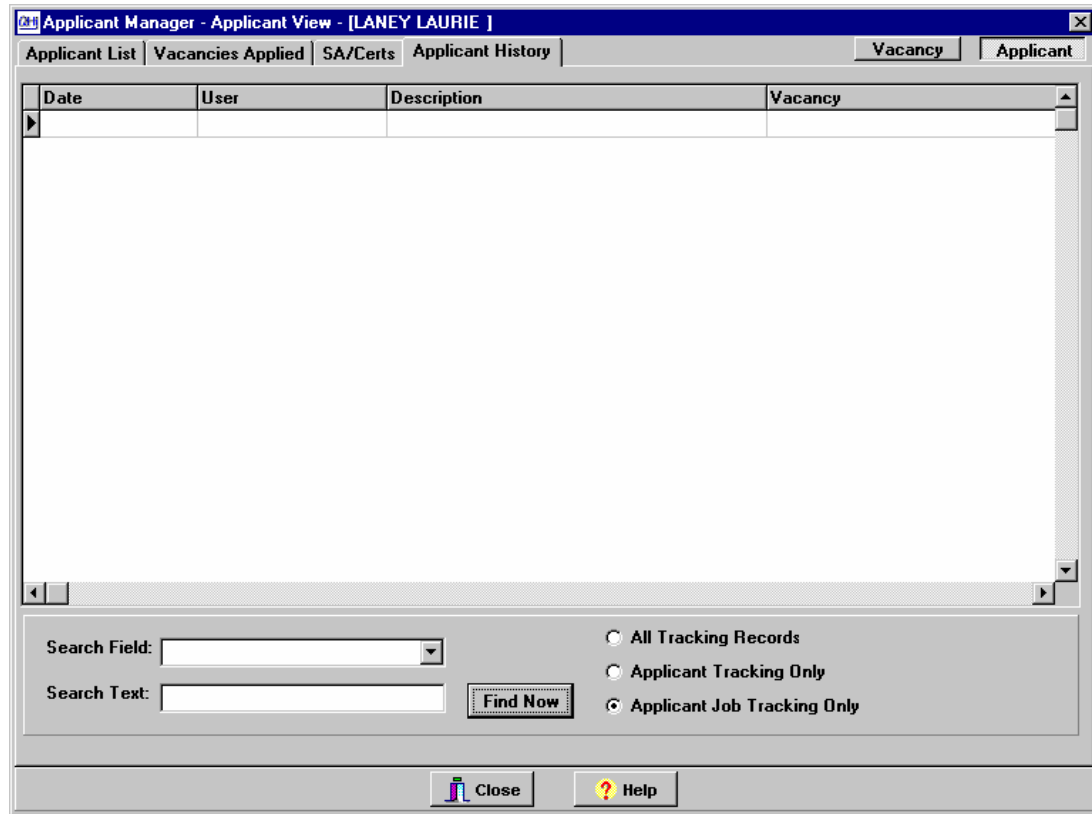 QHi Applicant Manager - Applicant View - [LANEY LAURIE ]
Applicant List Vacancies Applied SA/Certs Applicant History Vacancy Applicant
Date User Description Vacancy
Search Field:
Search Text:
Find Now
All Tracking Records
Applicant Tracking Only
Applicant Job Tracking Only
Close ? Help